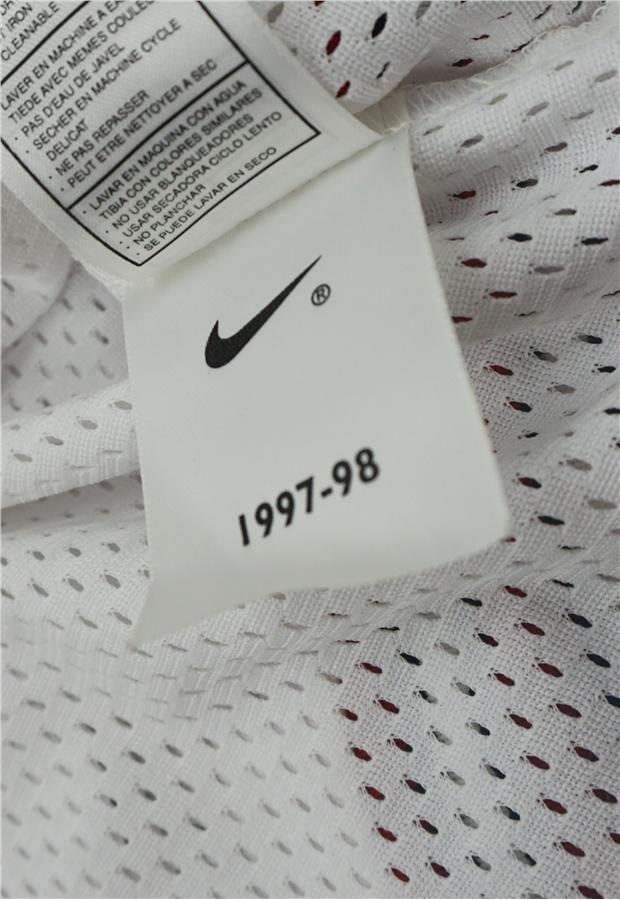 IRON
CLEANABLE
LAVER EN MACHINE A EA
TIEDE AVEC MEMES COULE
PAS D'EAU DE JAVEL
SECHER EN MACHINE CYCLE
DELICAT
NE PAS REPASSER
PEUT ETRE NETTOYER A SEC
LAVAR EN MAQUINA CON AGUA
TIBIA CON COLORES SIMILARES
NO USAR BLANQUEADORES
USAR SECADORA CICLO LENTO
NO PLANCHAR
SE PUEDE LAVAR EN SECO
®
1997-98